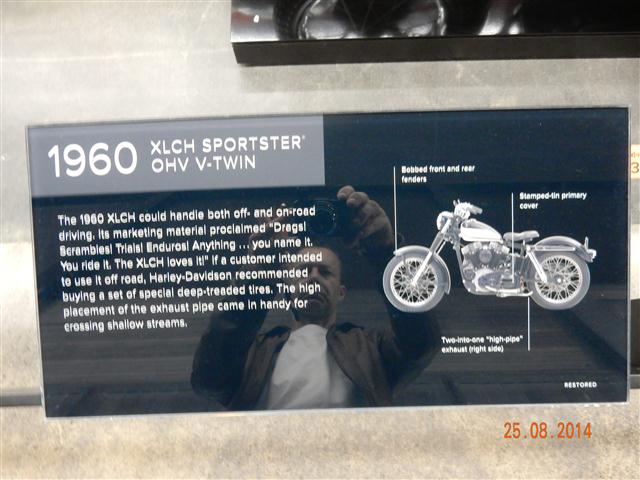 1960 XLCH SPORTSTER®
OHV V-TWIN
The 1960 XLCH could handle both off- and on-road
driving. Its marketing material proclaimed "Drags!
Scrambles! Trials! Enduros! Anything ... you name it.
You ride it. The XLCH loves it!" If a customer intended
to use it off road, Harley-Davidson recommended
buying a set of special deep-treaded tires. The high
placement of the exhaust pipe came in handy for
crossing shallow streams.
Bobbed front and rear
fenders
Stamped-tin primary
cover
Two-into-one "high-pipe"
exhaust (right side)
RESTORED
25.08.2014